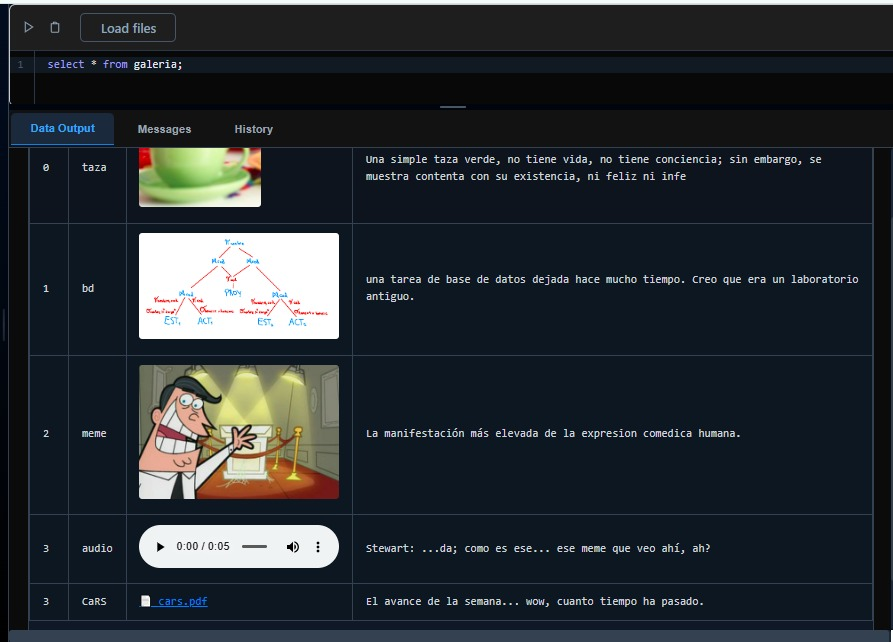 Load files
1 select * from galeria;
Data Output Messages History
0 taza Una simple taza verde, no tiene vida, no tiene conciencia; sin embargo, se
muestra contenta con su existencia, ni feliz ni infe
π
PROY
EST₁ ACT₁ EST₂ ACT₂
1 bd una tarea de base de datos dejada hace mucho tiempo. Creo que era un laboratorio
antiguo.
2 meme La manifestación más elevada de la expresion comedica humana.
3 audio 0:00 / 0:05 Stewart: ...da; como es ese... ese meme que veo ahí, ah?
3 CaRS cars.pdf El avance de la semana... wow, cuanto tiempo ha pasado.